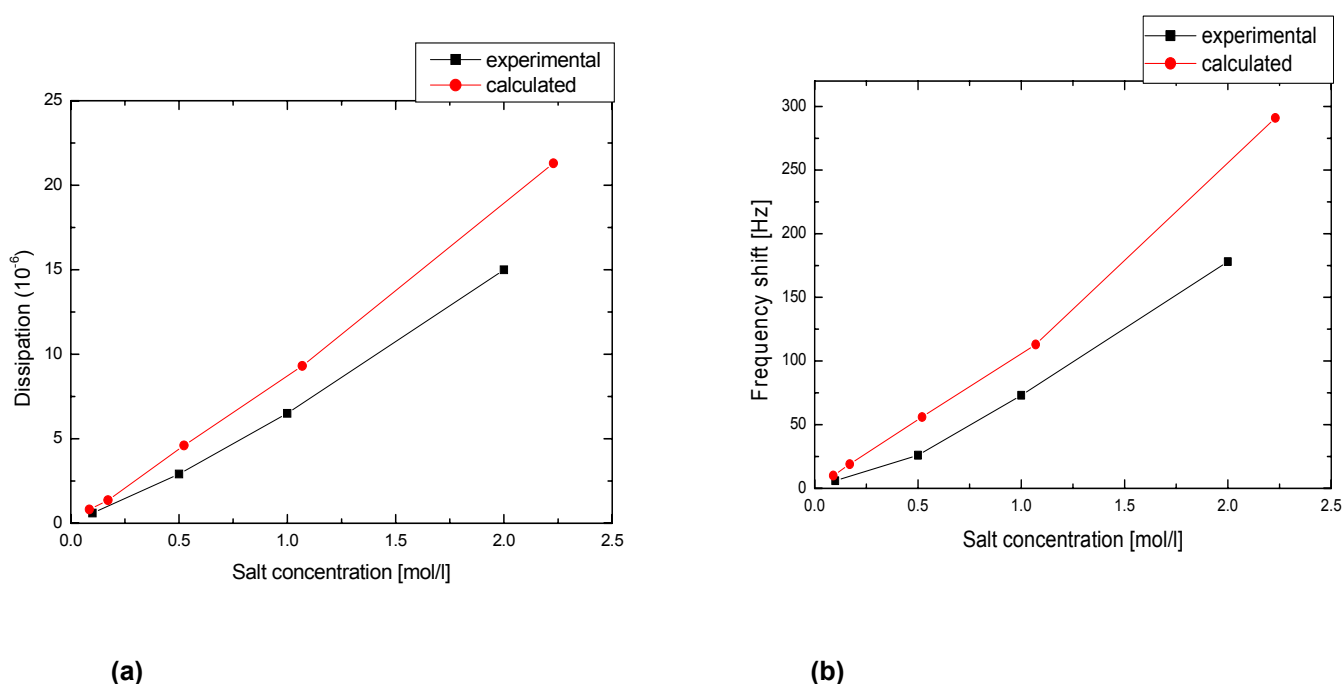 experimental
calculated
25
20
15
10
5
0
0.0 0.5 1.0 1.5 2.0 2.5
Dissipation (10⁻⁶)
Salt concentration [mol/l]
(a)
experimental
calculated
300
250
200
150
100
50
0
0.0 0.5 1.0 1.5 2.0 2.5
Frequency shift [Hz]
Salt concentration [mol/l]
(b)